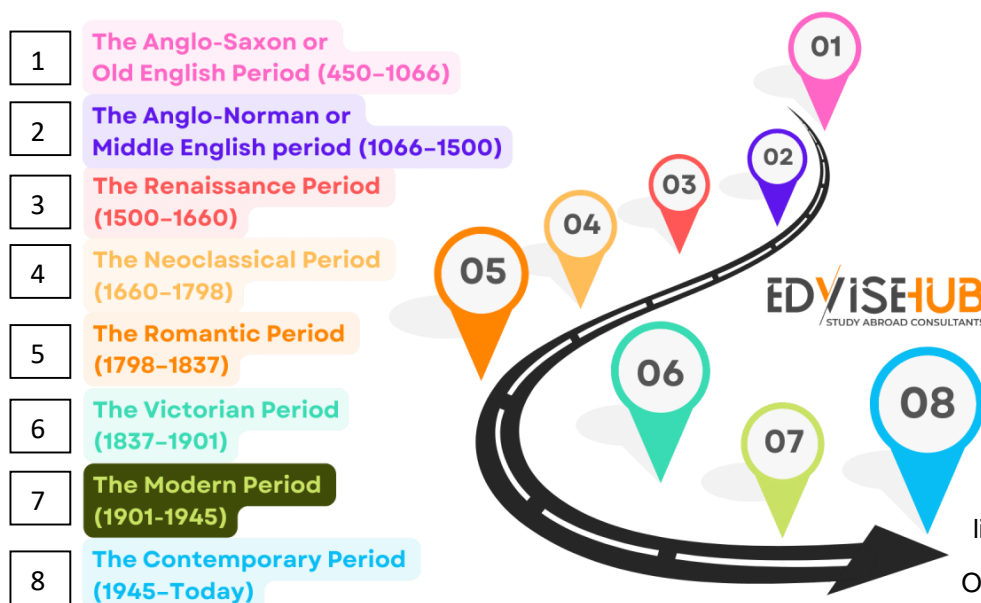 1
The Anglo-Saxon or
Old English Period (450–1066)
2
The Anglo-Norman or
Middle English period (1066–1500)
3
The Renaissance Period
(1500–1660)
4
The Neoclassical Period
(1660–1798)
5
The Romantic Period
(1798–1837)
6
The Victorian Period
(1837–1901)
7
The Modern Period
(1901-1945)
8
The Contemporary Period
(1945–Today)
01
02
03
04
05
06
07
08
EDVISEHUB
STUDY ABROAD CONSULTANTS
li
O